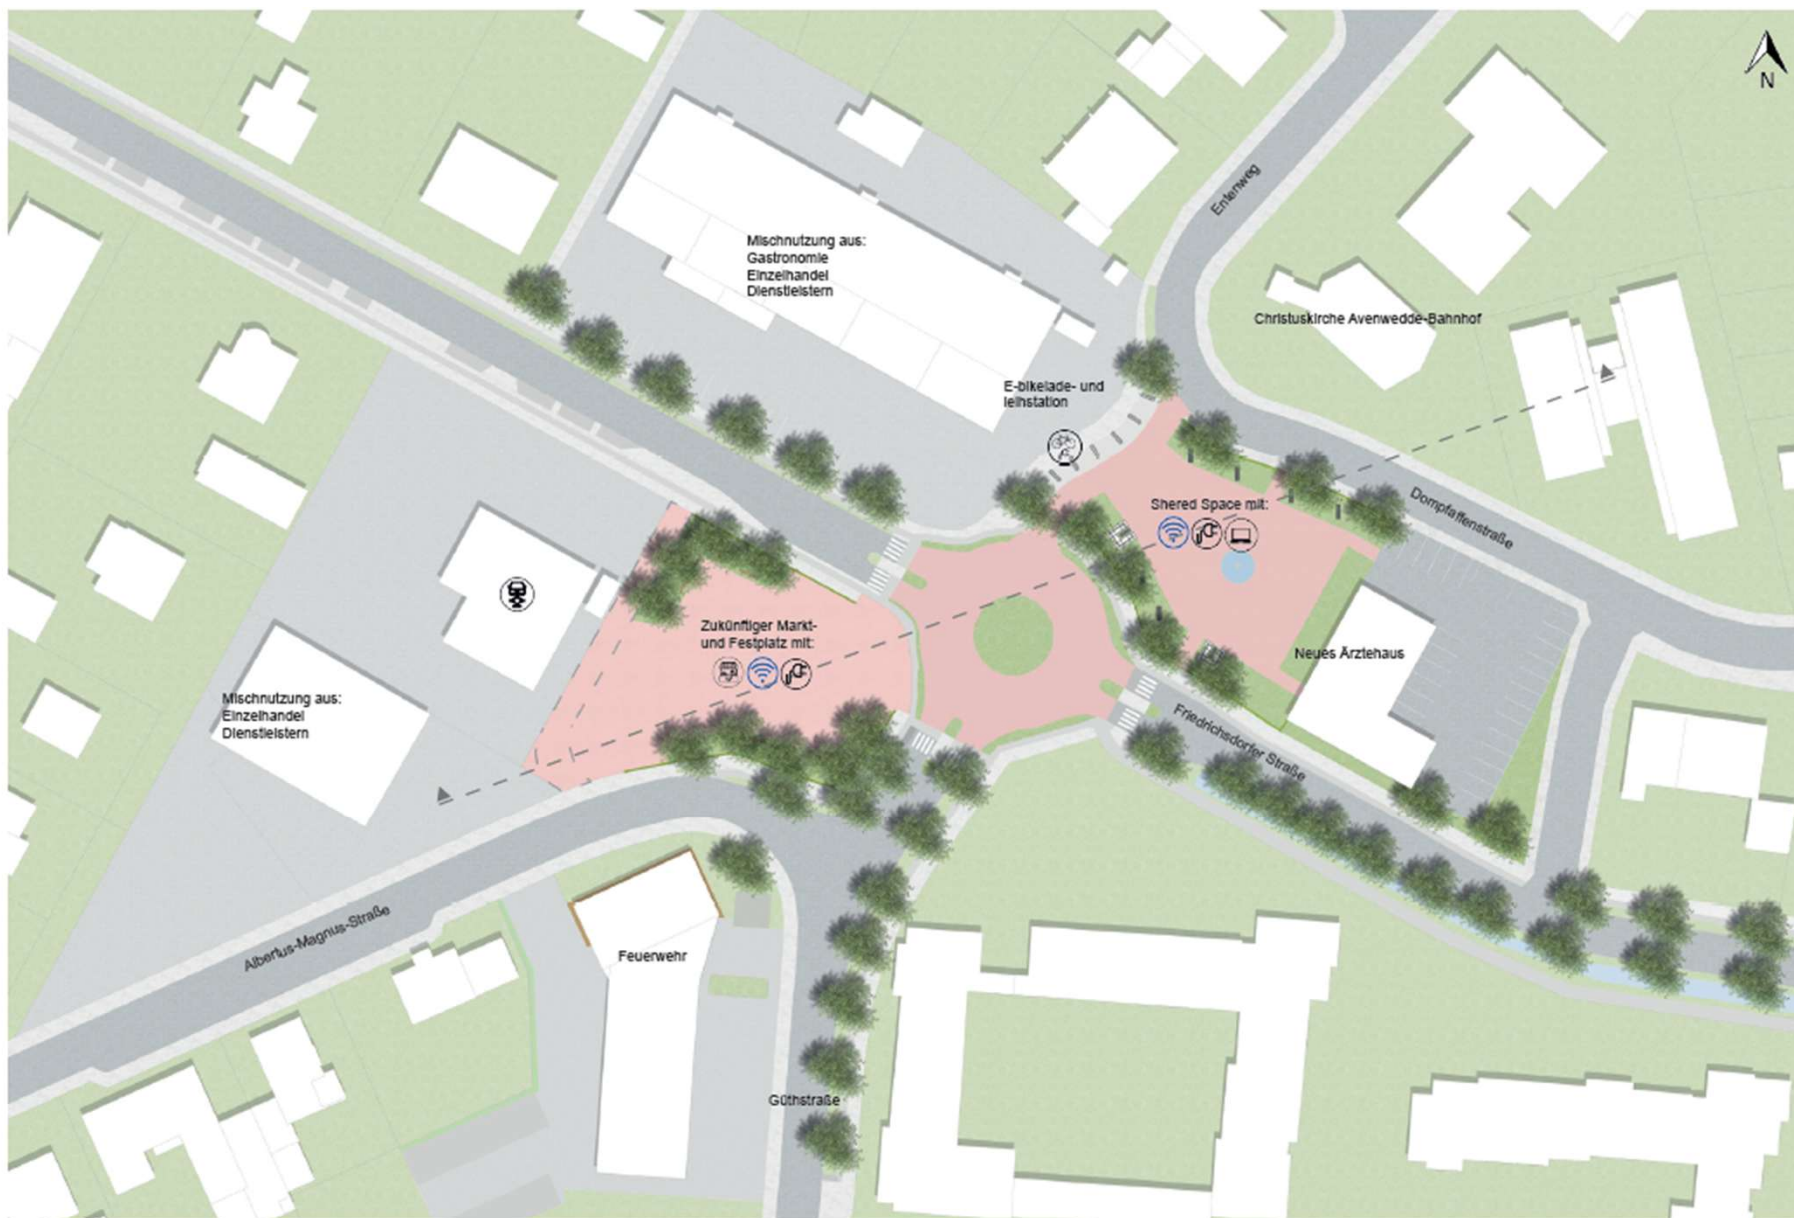 N
Entenweg
Mischnutzung aus:
Gastronomie
Einzelhandel
Dienstleistern
Christuskirche Avenwedde-Bahnhof
E-bikelade- und
leihstation
Shered Space mit:
Dompfaffenstraße
Zukünftiger Markt-
und Festplatz mit:
Neues Ärztehaus
Mischnutzung aus:
Einzelhandel
Dienstleistern
Friedrichsdorfer Straße
Albertus-Magnus-Straße
Feuerwehr
Güthstraße